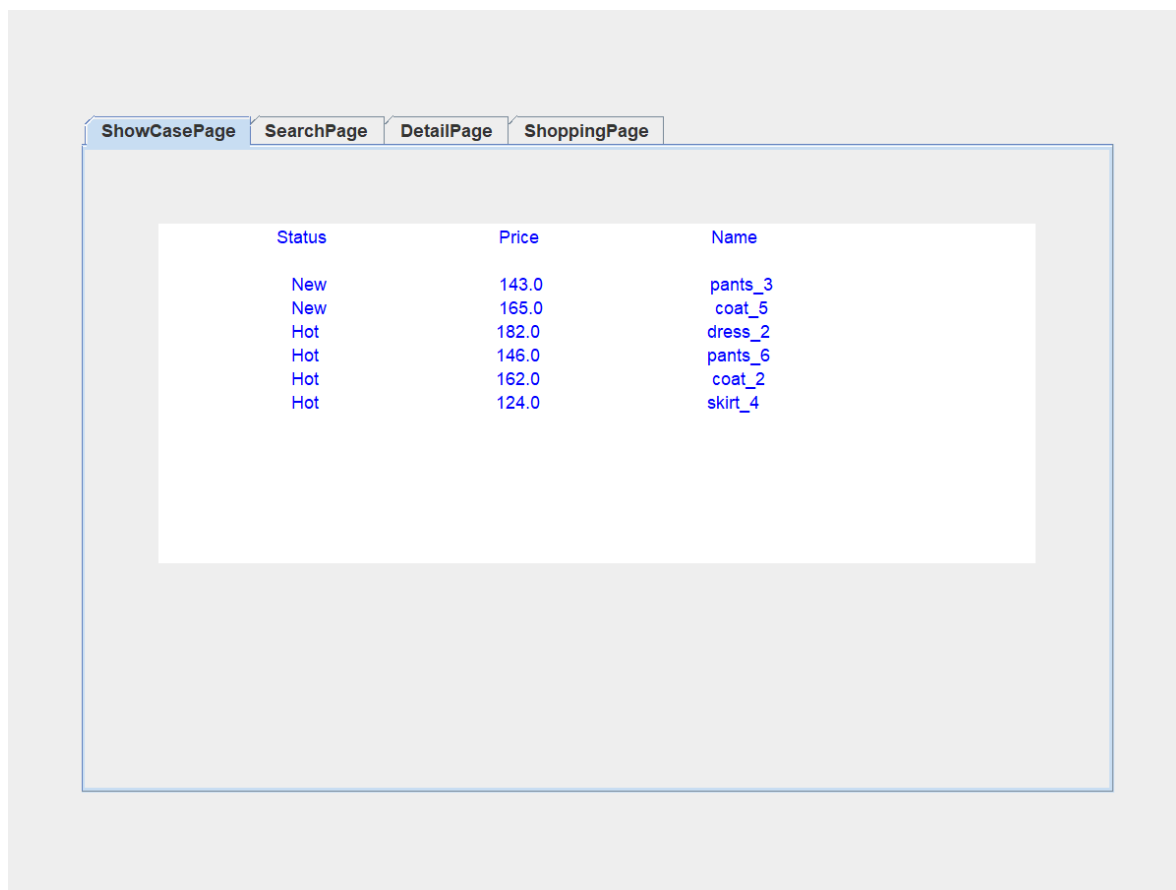 ShowCasePage SearchPage DetailPage ShoppingPage
Status Price Name
New 143.0 pants_3
New 165.0 coat_5
Hot 182.0 dress_2
Hot 146.0 pants_6
Hot 162.0 coat_2
Hot 124.0 skirt_4